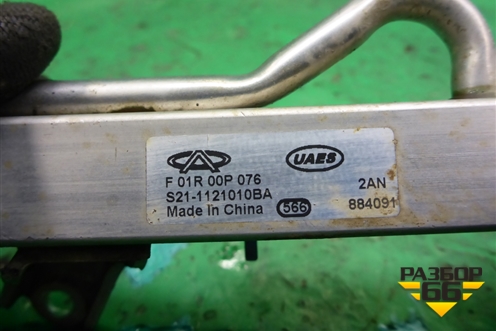 UAES
F 01R 00P 076
S21-1121010BA 2AN
Made in China 566 884091
РАЗБОР
66